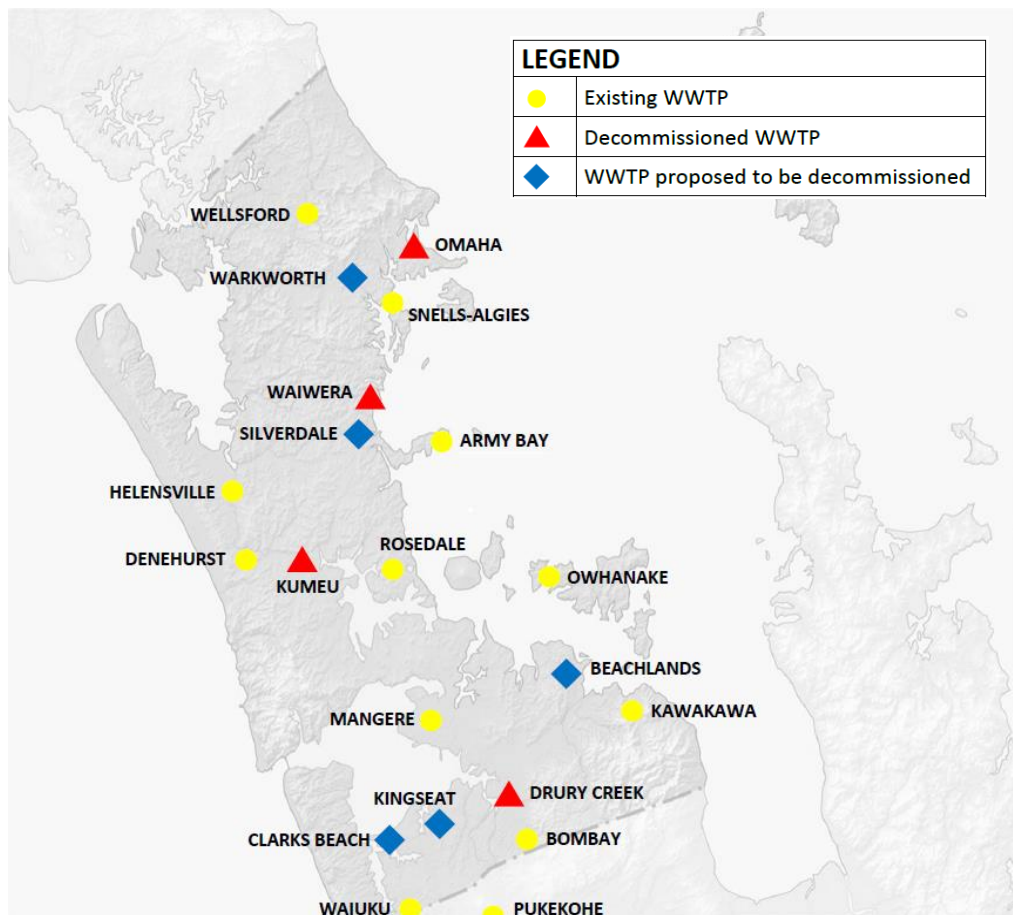 LEGEND
Existing WWTP
Decommissioned WWTP
WWTP proposed to be decommissioned
WELLSFORD
OMAHA
WARKWORTH
SNELLS-ALGIES
WAIWERA
SILVERDALE
ARMY BAY
HELENSVILLE
ROSEDALE
DENEHURST
OWHANAKE
KUMEU
BEACHLANDS
KAWAKAWA
MANGERE
DRURY CREEK
KINGSEAT
CLARKS BEACH
BOMBAY
WAIUKU
PUKEKOHE